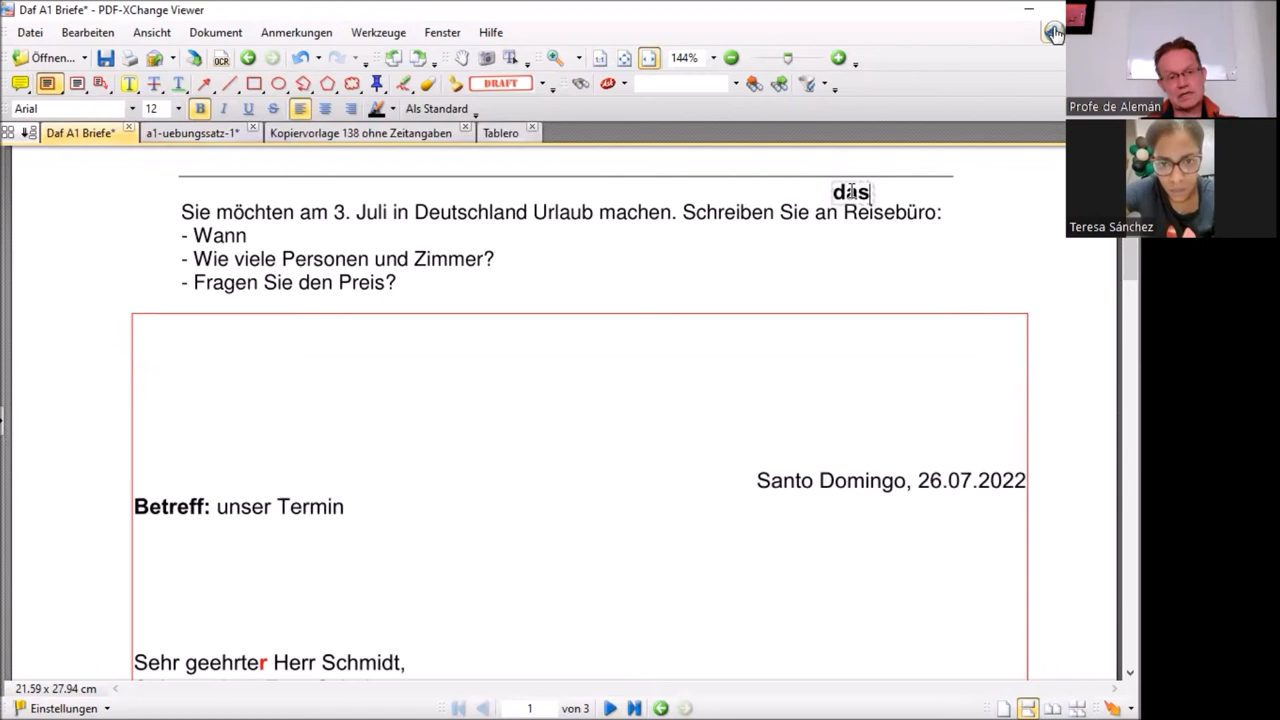 Daf A1 Briefe* - PDF-XChange Viewer
Datei Bearbeiten Ansicht Dokument Anmerkungen Werkzeuge Fenster Hilfe
Öffnen... OCR 144%
DRAFT
Arial 12 B I U S Als Standard
Daf A1 Briefe* a1-uebungssatz-1* Kopiervorlage 138 ohne Zeitangaben Tablero
Profe de Alemán
Teresa Sánchez
das
Sie möchten am 3. Juli in Deutschland Urlaub machen. Schreiben Sie an Reisebüro:
- Wann
- Wie viele Personen und Zimmer?
- Fragen Sie den Preis?
Santo Domingo, 26.07.2022
Betreff: unser Termin
Sehr geehrter Herr Schmidt,
21.59 x 27.94 cm
Einstellungen 1 von 3